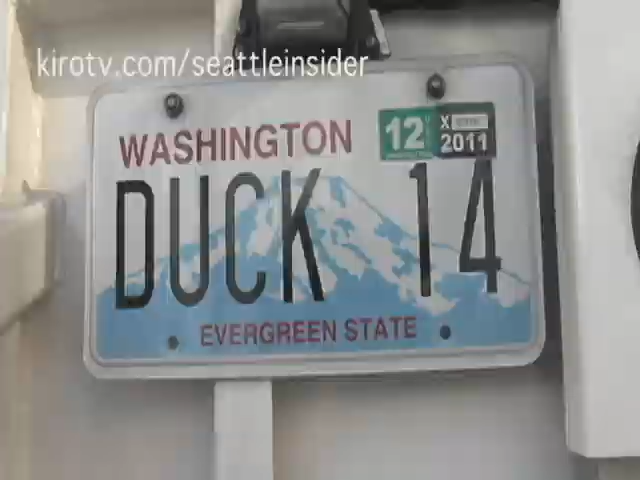 kirotv.com/seattleinsider
WASHINGTON
12
X
2011
DUCK 14
EVERGREEN STATE